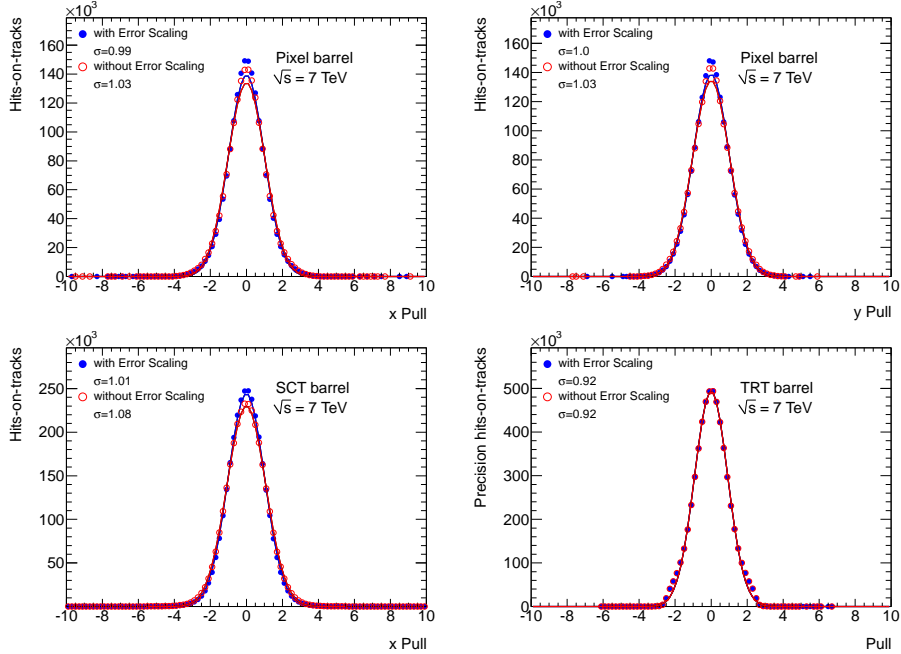 ×10³
Hits-on-tracks
160
140
120
100
80
60
40
20
0
with Error Scaling
σ=0.99
without Error Scaling
σ=1.03
Pixel barrel
√s = 7 TeV
-10 -8 -6 -4 -2 0 2 4 6 8 10
x Pull
×10³
Hits-on-tracks
160
140
120
100
80
60
40
20
0
with Error Scaling
σ=1.0
without Error Scaling
σ=1.03
Pixel barrel
√s = 7 TeV
-10 -8 -6 -4 -2 0 2 4 6 8 10
y Pull
×10³
Hits-on-tracks
250
200
150
100
50
with Error Scaling
σ=1.01
without Error Scaling
σ=1.08
SCT barrel
√s = 7 TeV
-10 -8 -6 -4 -2 0 2 4 6 8 10
x Pull
×10³
Precision hits-on-tracks
500
400
300
200
100
0
with Error Scaling
σ=0.92
without Error Scaling
σ=0.92
TRT barrel
√s = 7 TeV
-10 -8 -6 -4 -2 0 2 4 6 8 10
Pull